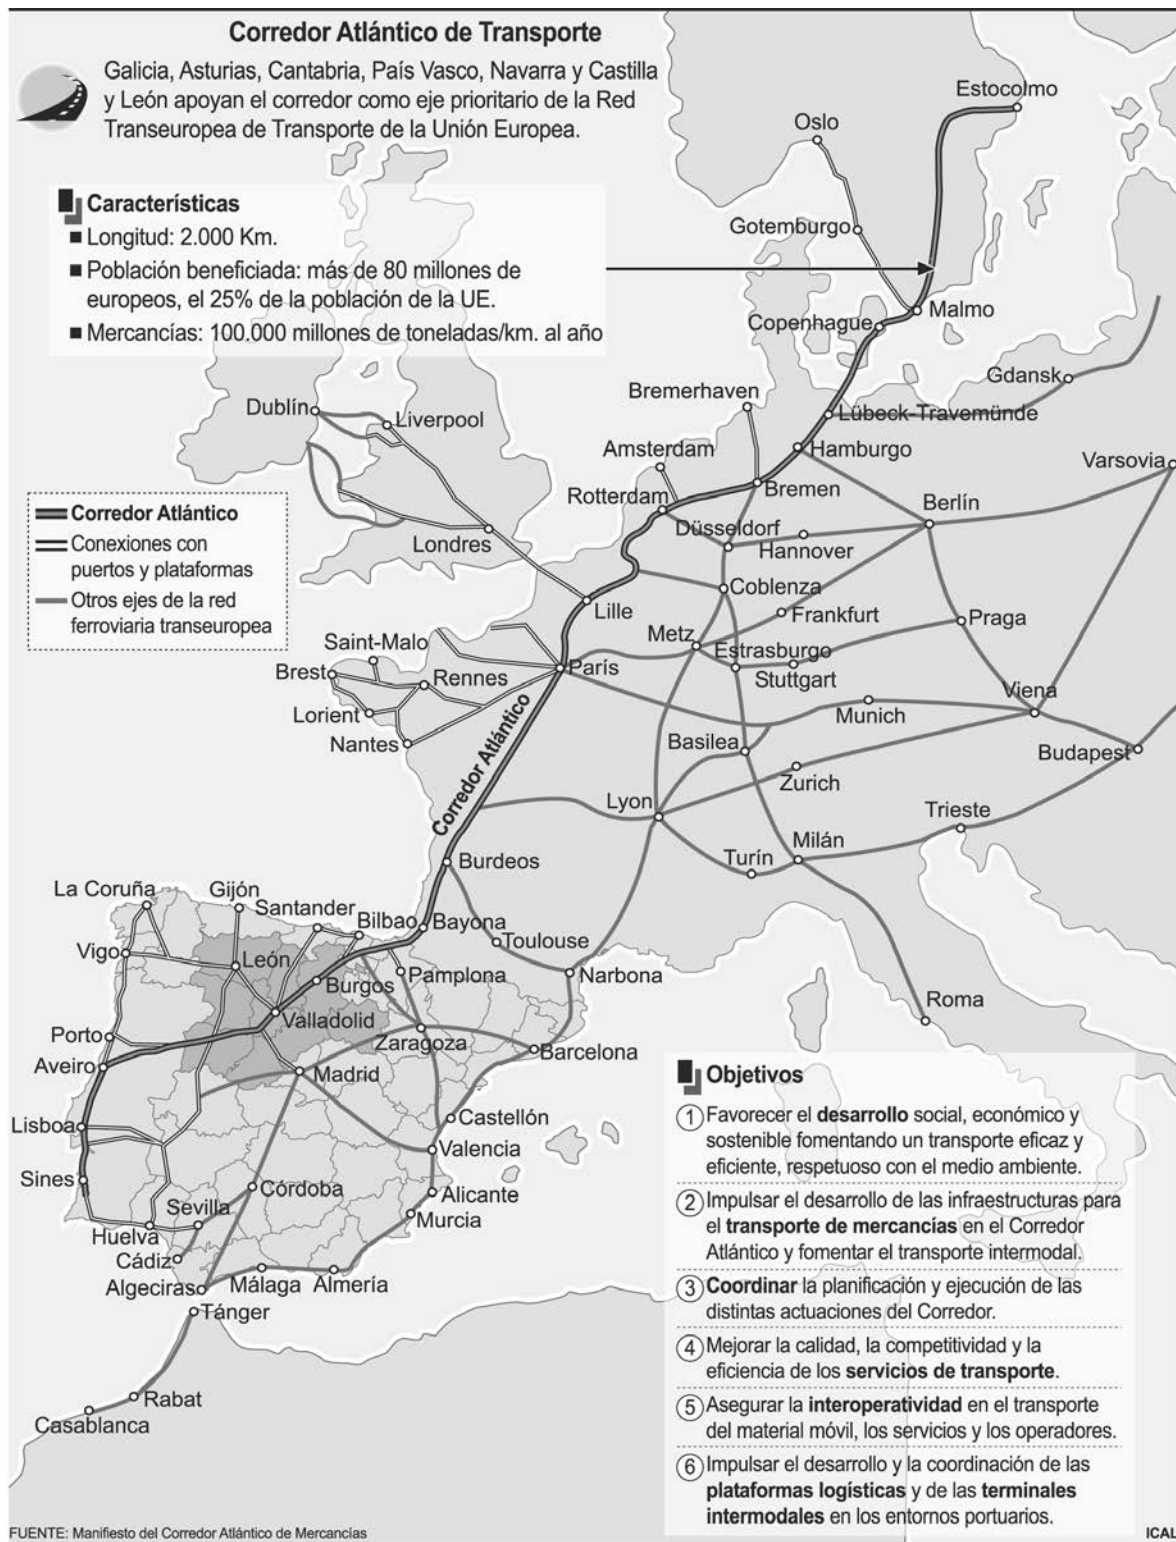 Corredor Atlántico de Transporte
Galicia, Asturias, Cantabria, País Vasco, Navarra y Castilla
y León apoyan el corredor como eje prioritario de la Red
Transeuropea de Transporte de la Unión Europea.
Características
Longitud: 2.000 Km.
Población beneficiada: más de 80 millones de
europeos, el 25% de la población de la UE.
Mercancías: 100.000 millones de toneladas/km. al año
Estocolmo
Oslo
Gotemburgo
Malmo
Copenhague
Gdansk
Bremerhaven
Lübeck-Travemünde
Dublín
Liverpool
Amsterdam
Hamburgo
Varsovia
Rotterdam
Bremen
Berlín
Corredor Atlántico
Conexiones con
puertos y plataformas
Otros ejes de la red
ferroviaria transeuropea
Londres
Düsseldorf
Hannover
Coblenza
Lille
Frankfurt
Praga
Saint-Malo
Metz
Estrasburgo
Brest
Rennes
París
Stuttgart
Lorient
Viena
Munich
Nantes
Corredor Atlántico
Basilea
Budapest
Zurich
Lyon
Trieste
Milán
Turín
Burdeos
La Coruña
Gijón
Santander
Bilbao
Bayona
Vigo
León
Toulouse
Burgos
Pamplona
Narbona
Roma
Valladolid
Porto
Zaragoza
Barcelona
Aveiro
Madrid
Lisboa
Castellón
Valencia
Sines
Córdoba
Alicante
Sevilla
Murcia
Huelva
Cádiz
Algeciras
Málaga
Almería
Tánger
Rabat
Casablanca
Objetivos
1 Favorecer el desarrollo social, económico y
sostenible fomentando un transporte eficaz y
eficiente, respetuoso con el medio ambiente.
2 Impulsar el desarrollo de las infraestructuras para
el transporte de mercancías en el Corredor
Atlántico y fomentar el transporte intermodal.
3 Coordinar la planificación y ejecución de las
distintas actuaciones del Corredor.
4 Mejorar la calidad, la competitividad y la
eficiencia de los servicios de transporte.
5 Asegurar la interoperatividad en el transporte
del material móvil, los servicios y los operadores.
6 Impulsar el desarrollo y la coordinación de las
plataformas logísticas y de las terminales
intermodales en los entornos portuarios.
FUENTE: Manifiesto del Corredor Atlántico de Mercancías
ICAL